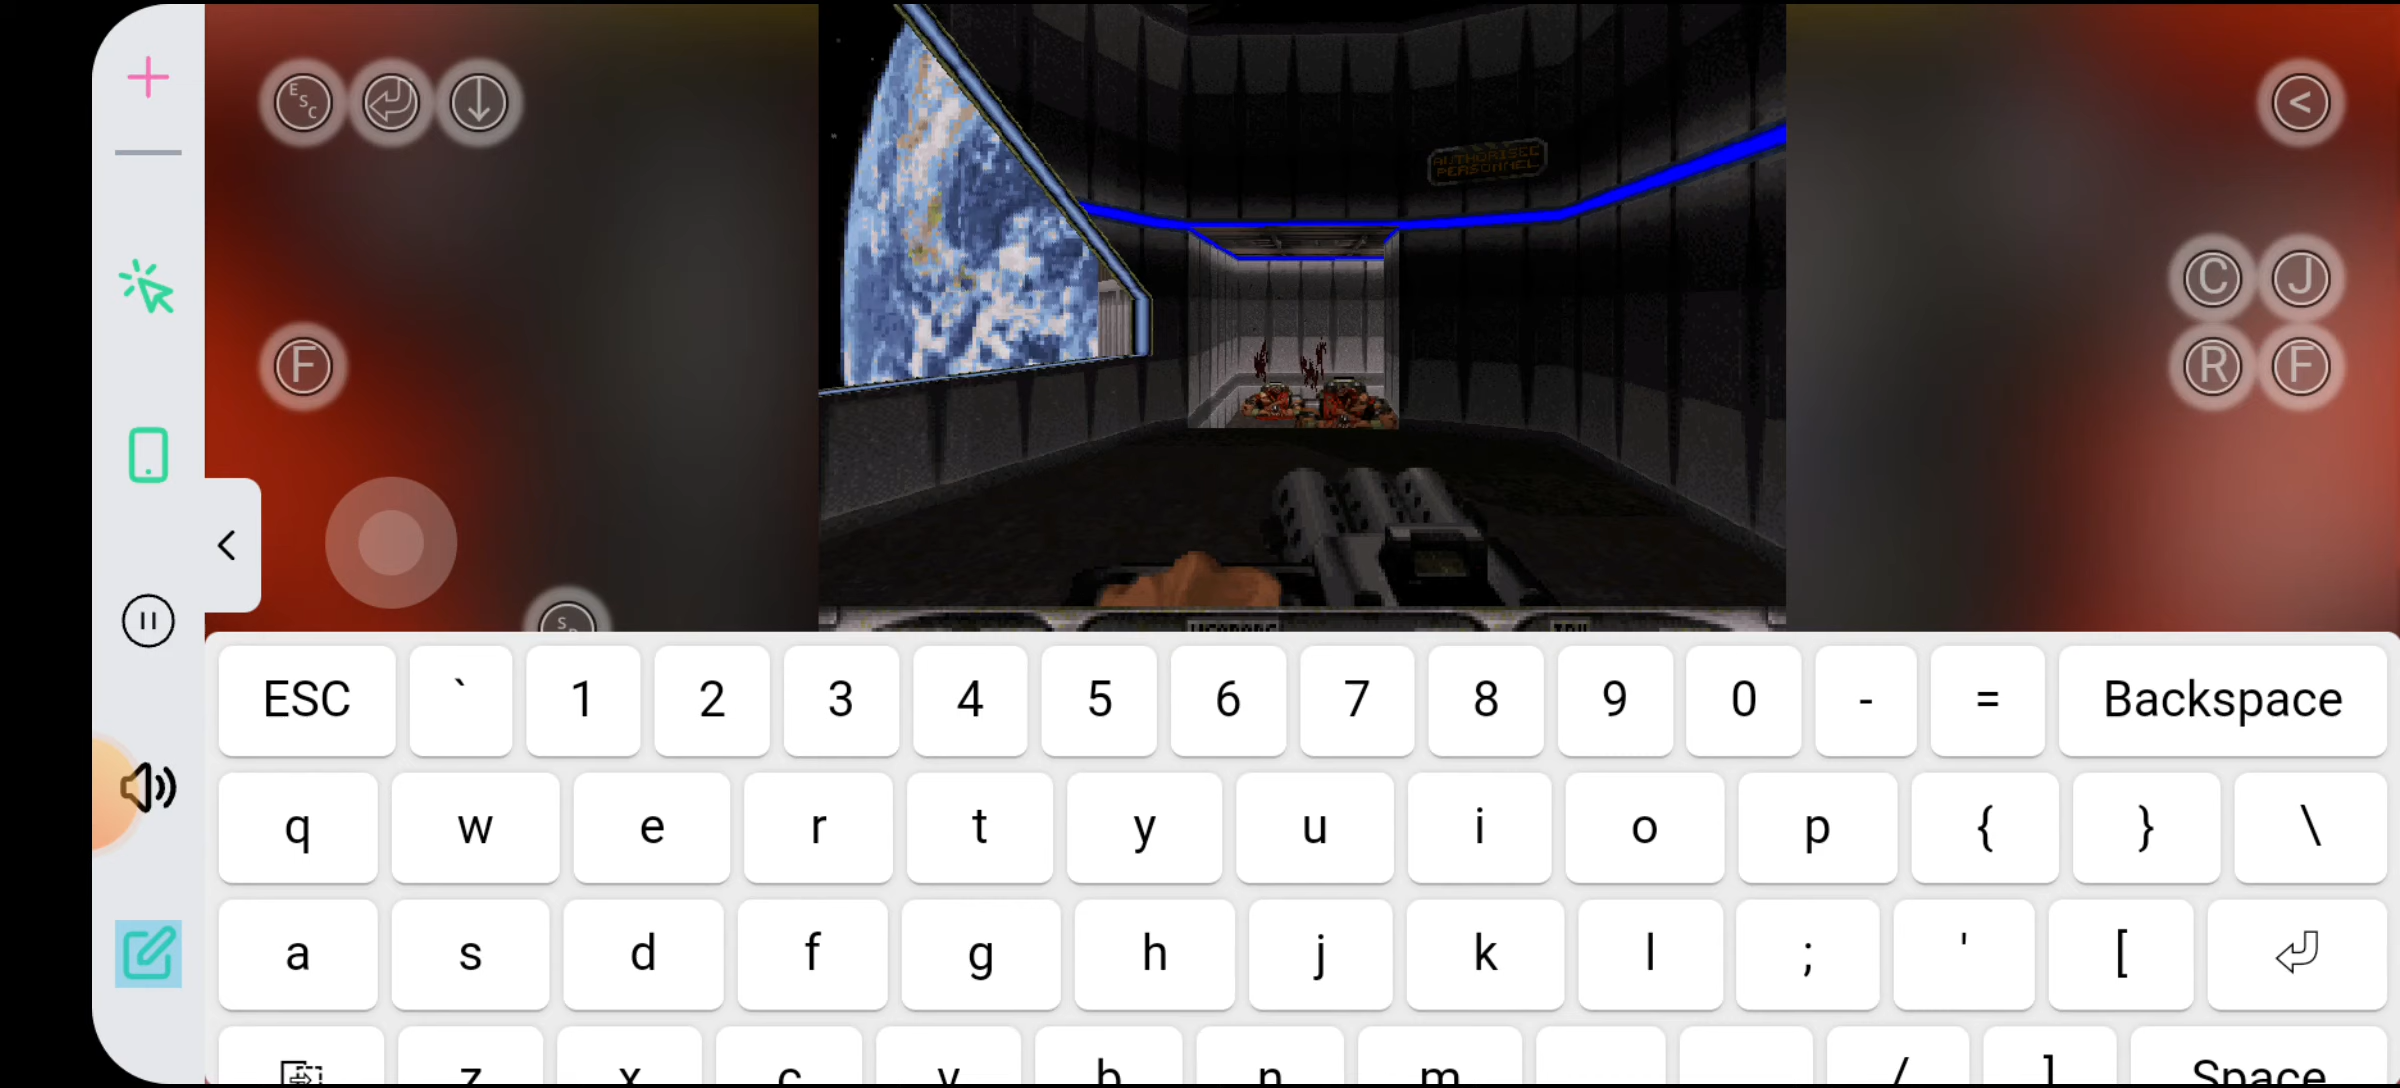 ESC
<
AUTHORISED
PERSONNEL
C J
F
R F
ESC ` 1 2 3 4 5 6 7 8 9 0 - = Backspace
q w e r t y u i o p { } \
a s d f g h j k l ; ' [
z x c v b n m / ] Space